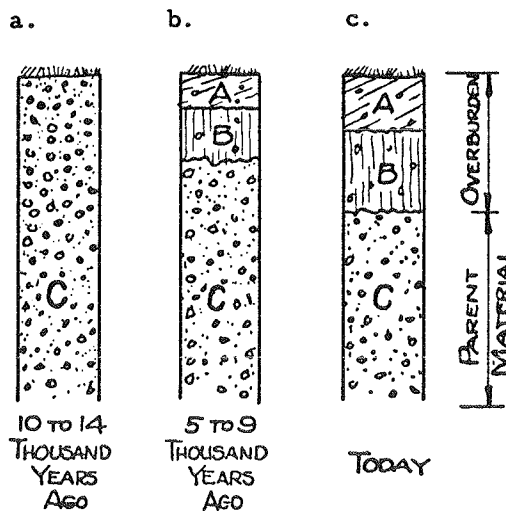 a.
b.
c.
C
10 TO 14
THOUSAND
YEARS
AGO
A
B
C
5 TO 9
THOUSAND
YEARS
AGO
A
B
C
TODAY
OVERBURDEN
PARENT
MATERIAL